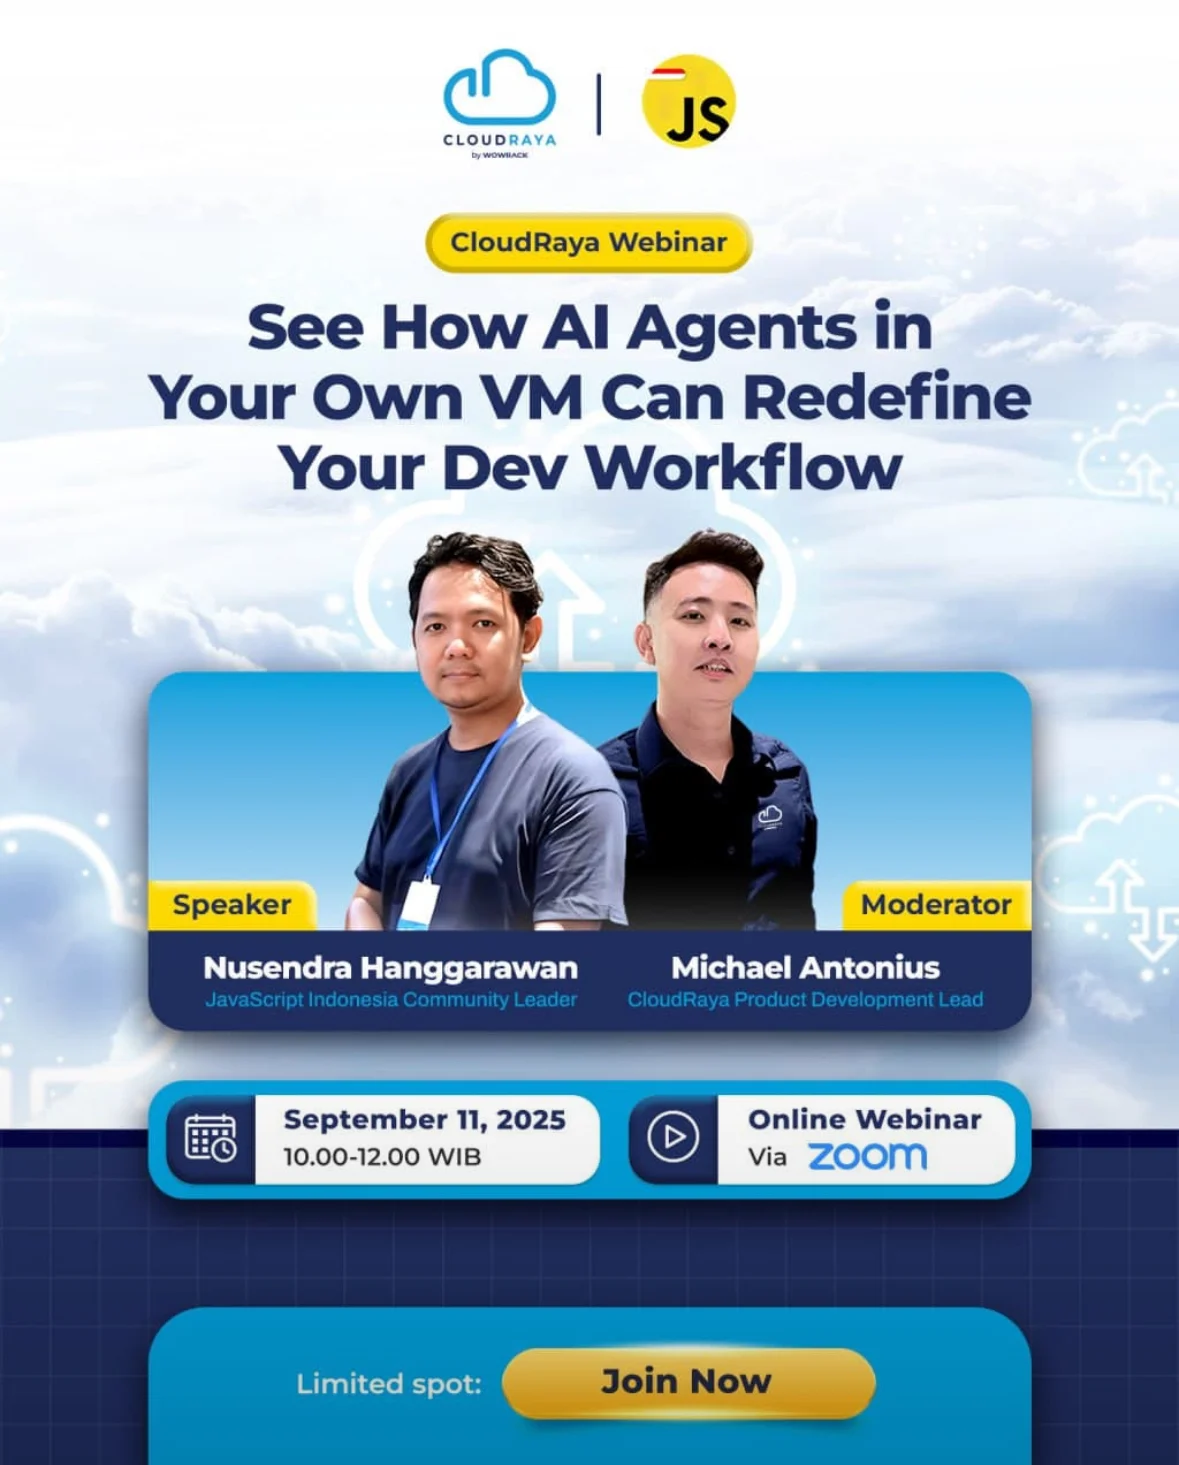 CLOUDRAYA
by WOWRACK
JS
CloudRaya Webinar
See How AI Agents in
Your Own VM Can Redefine
Your Dev Workflow
Speaker
Moderator
Nusendra Hanggarawan
Michael Antonius
JavaScript Indonesia Community Leader
CloudRaya Product Development Lead
September 11, 2025
10.00-12.00 WIB
Online Webinar
Via zoom
Limited spot:
Join Now